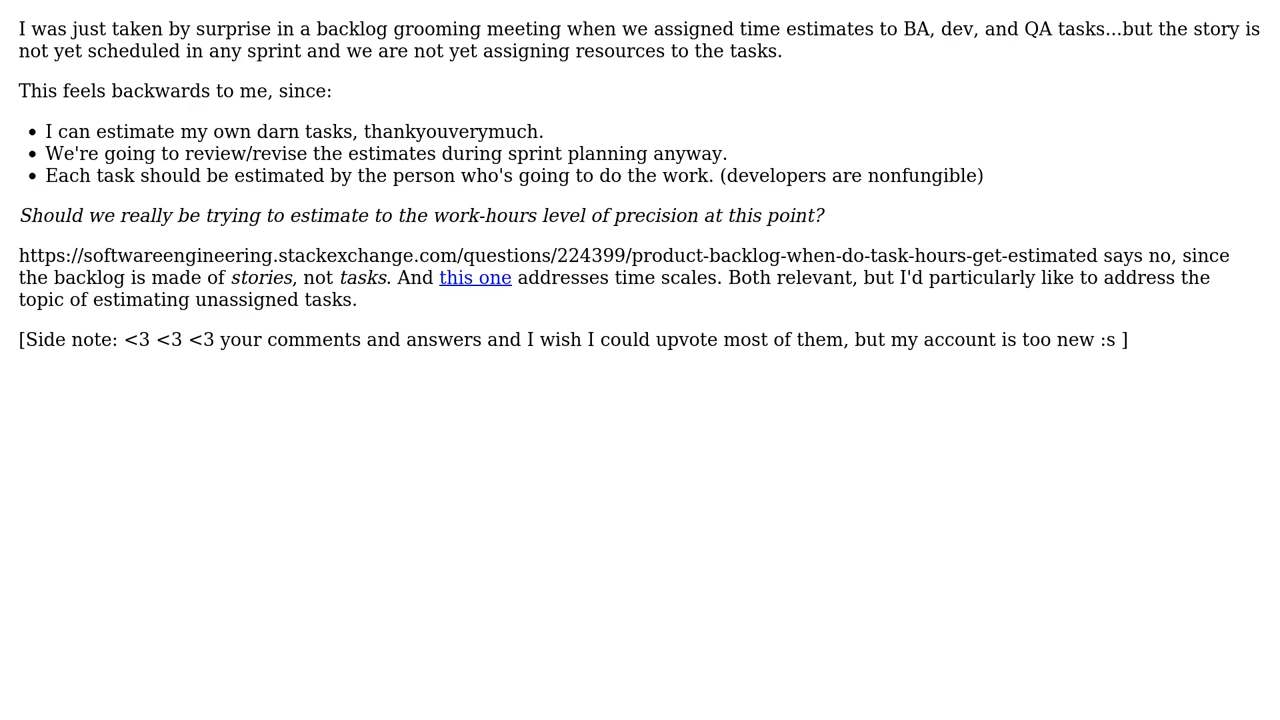 I was just taken by surprise in a backlog grooming meeting when we assigned time estimates to BA, dev, and QA tasks...but the story is
not yet scheduled in any sprint and we are not yet assigning resources to the tasks.
This feels backwards to me, since:
• I can estimate my own darn tasks, thankyouverymuch.
• We're going to review/revise the estimates during sprint planning anyway.
• Each task should be estimated by the person who's going to do the work. (developers are nonfungible)
Should we really be trying to estimate to the work-hours level of precision at this point?
https://softwareengineering.stackexchange.com/questions/224399/product-backlog-when-do-task-hours-get-estimated says no, since
the backlog is made of stories, not tasks. And this one addresses time scales. Both relevant, but I'd particularly like to address the
topic of estimating unassigned tasks.
[Side note: <3 <3 <3 your comments and answers and I wish I could upvote most of them, but my account is too new :s ]